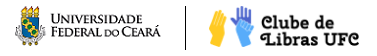 Universidade
Federal do Ceará
Clube de
Libras UFC